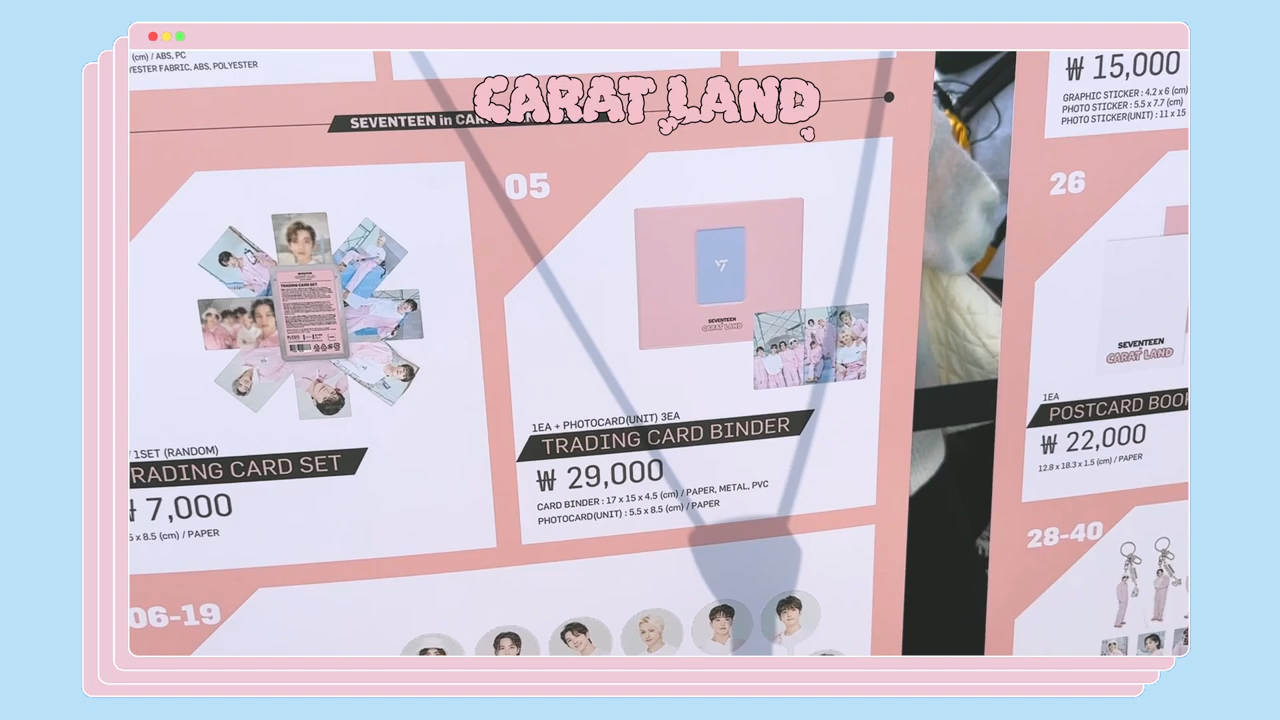 (cm) / ABS, PC
YESTER FABRIC, ABS, POLYESTER
CARAT LAND
SEVENTEEN in CAR
TRADING CARD SET
1SET (RANDOM)
RADING CARD SET
7,000
x 8.5 (cm) / PAPER
05
SEVENTEEN
CARAT LAND
1EA + PHOTOCARD(UNIT) 3EA
TRADING CARD BINDER
₩ 29,000
CARD BINDER : 17 x 15 x 4.5 (cm) / PAPER, METAL, PVC
PHOTOCARD(UNIT) : 5.5 x 8.5 (cm) / PAPER
06-19
₩ 15,000
GRAPHIC STICKER : 4.2 x 6 (cm)
PHOTO STICKER : 5.5 x 7.7 (cm)
PHOTO STICKER(UNIT) : 11 x 15
26
SEVENTEEN
CARAT LAND
1EA
POSTCARD BOOK
₩ 22,000
12.8 x 18.3 x 1.5 (cm) / PAPER
28-40